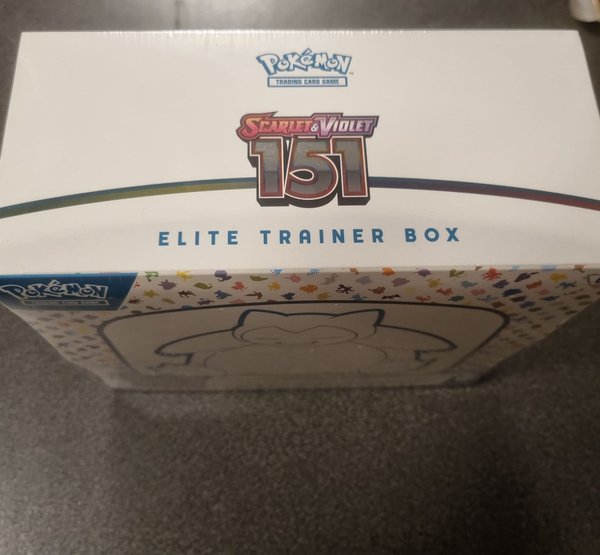 POKéMON
TRADING CARD GAME
SCARLET & VIOLET
151
ELITE TRAINER BOX
POKéMON